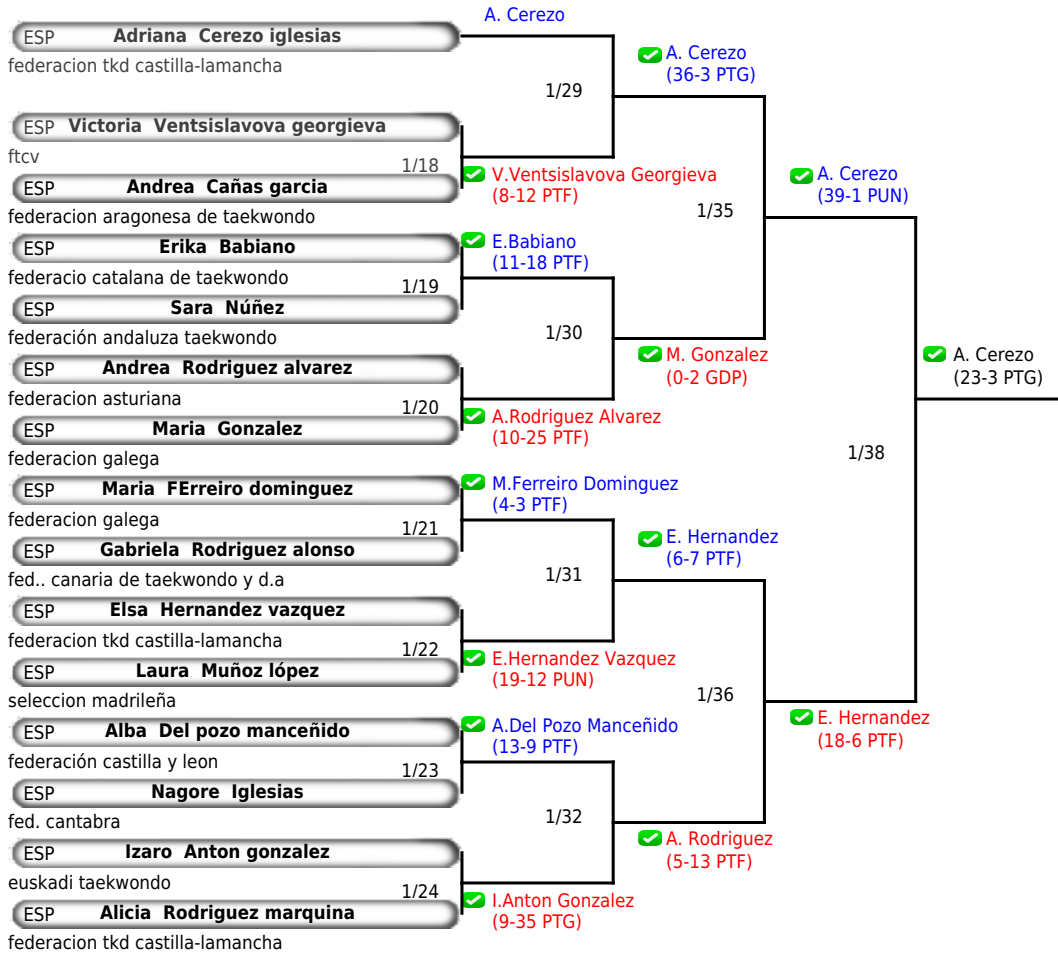 A. Cerezo
ESP Adriana Cerezo iglesias
federacion tkd castilla-lamancha
A. Cerezo
(36-3 PTG)
1/29
ESP Victoria Ventsislavova georgieva
ftcv
1/18
V.Ventsislavova Georgieva
(8-12 PTF)
ESP Andrea Cañas garcia
federacion aragonesa de taekwondo
A. Cerezo
(39-1 PUN)
1/35
ESP Erika Babiano
federacio catalana de taekwondo
E.Babiano
(11-18 PTF)
1/19
ESP Sara Núñez
federación andaluza taekwondo
1/30
ESP Andrea Rodriguez alvarez
federacion asturiana
M. Gonzalez
(0-2 GDP)
A. Cerezo
(23-3 PTG)
1/20
A.Rodriguez Alvarez
(10-25 PTF)
ESP Maria Gonzalez
federacion galega
1/38
ESP Maria FErreiro dominguez
federacion galega
M.Ferreiro Dominguez
(4-3 PTF)
1/21
ESP Gabriela Rodriguez alonso
fed.. canaria de taekwondo y d.a
E. Hernandez
(6-7 PTF)
1/31
ESP Elsa Hernandez vazquez
federacion tkd castilla-lamancha
1/22
E.Hernandez Vazquez
(19-12 PUN)
ESP Laura Muñoz lópez
seleccion madrileña
1/36
E. Hernandez
(18-6 PTF)
ESP Alba Del pozo manceñido
federación castilla y leon
A.Del Pozo Manceñido
(13-9 PTF)
1/23
ESP Nagore Iglesias
fed. cantabra
1/32
ESP Izaro Anton gonzalez
euskadi taekwondo
A. Rodriguez
(5-13 PTF)
1/24
I.Anton Gonzalez
(9-35 PTG)
ESP Alicia Rodriguez marquina
federacion tkd castilla-lamancha